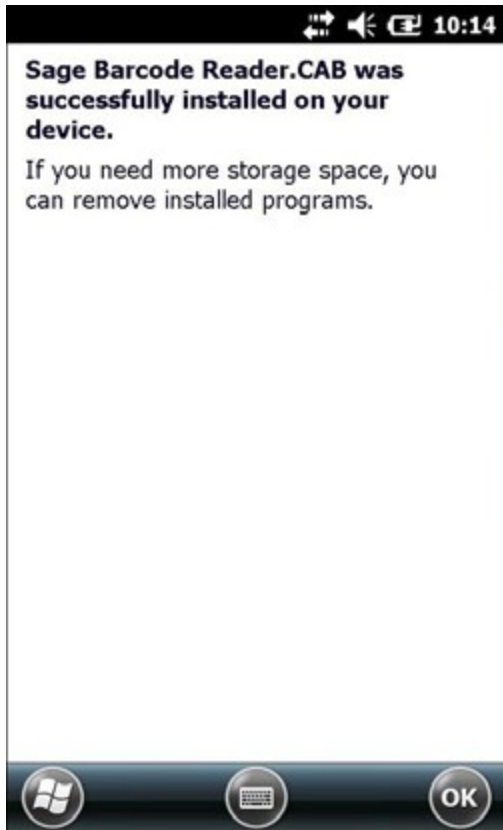 10:14
Sage Barcode Reader.CAB was
successfully installed on your
device.
If you need more storage space, you
can remove installed programs.
OK